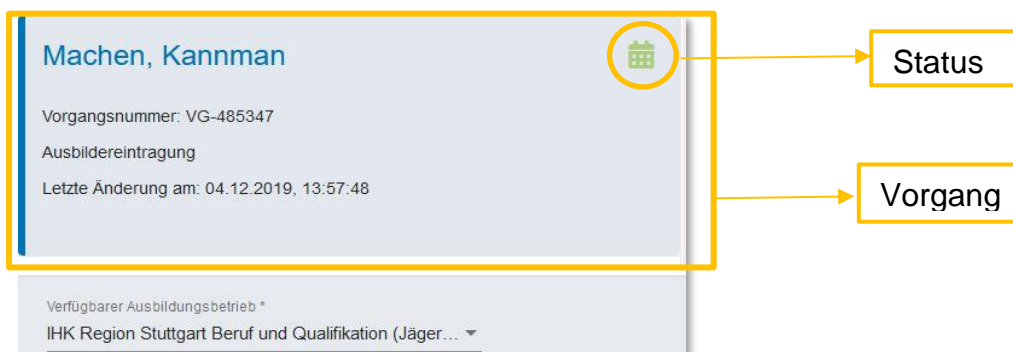 Machen, Kannman
Status
Vorgangsnummer: VG-485347
Ausbildereintragung
Letzte Änderung am: 04.12.2019, 13:57:48
Vorgang
Verfügbarer Ausbildungsbetrieb *
IHK Region Stuttgart Beruf und Qualifikation (Jäger…